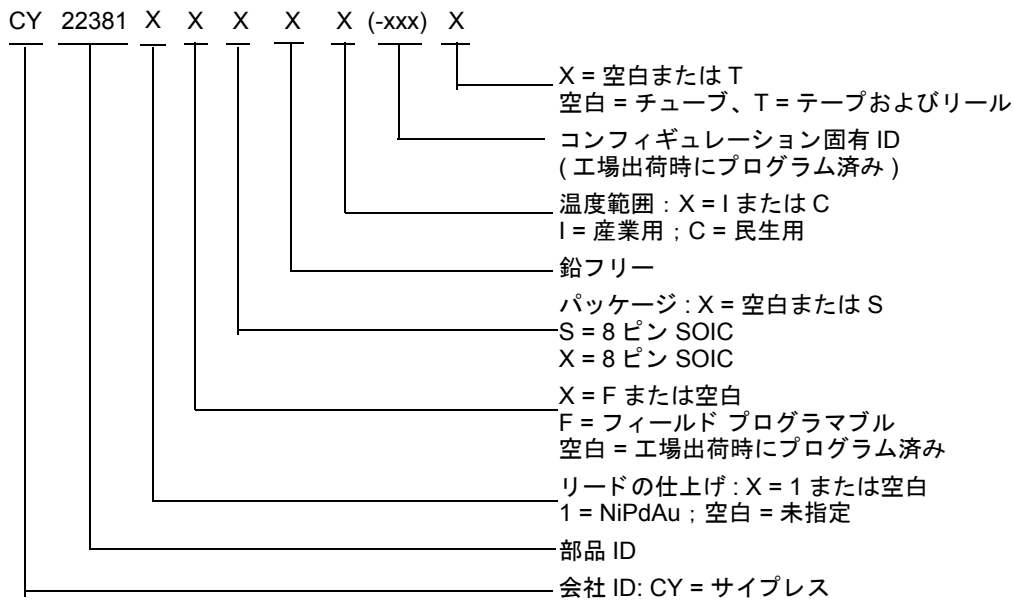 CY 22381 X X X X X (-xxx) X
X = 空白または T
空白 = チューブ、T = テープおよびリール
コンフィギュレーション固有 ID
( 工場出荷時にプログラム済み )
温度範囲：X = I または C
I = 産業用；C = 民生用
鉛フリー
パッケージ : X = 空白または S
S = 8 ピン SOIC
X = 8 ピン SOIC
X = F または空白
F = フィールド プログラマブル
空白 = 工場出荷時にプログラム済み
リードの仕上げ : X = 1 または空白
1 = NiPdAu；空白 = 未指定
部品 ID
会社 ID: CY = サイプレス